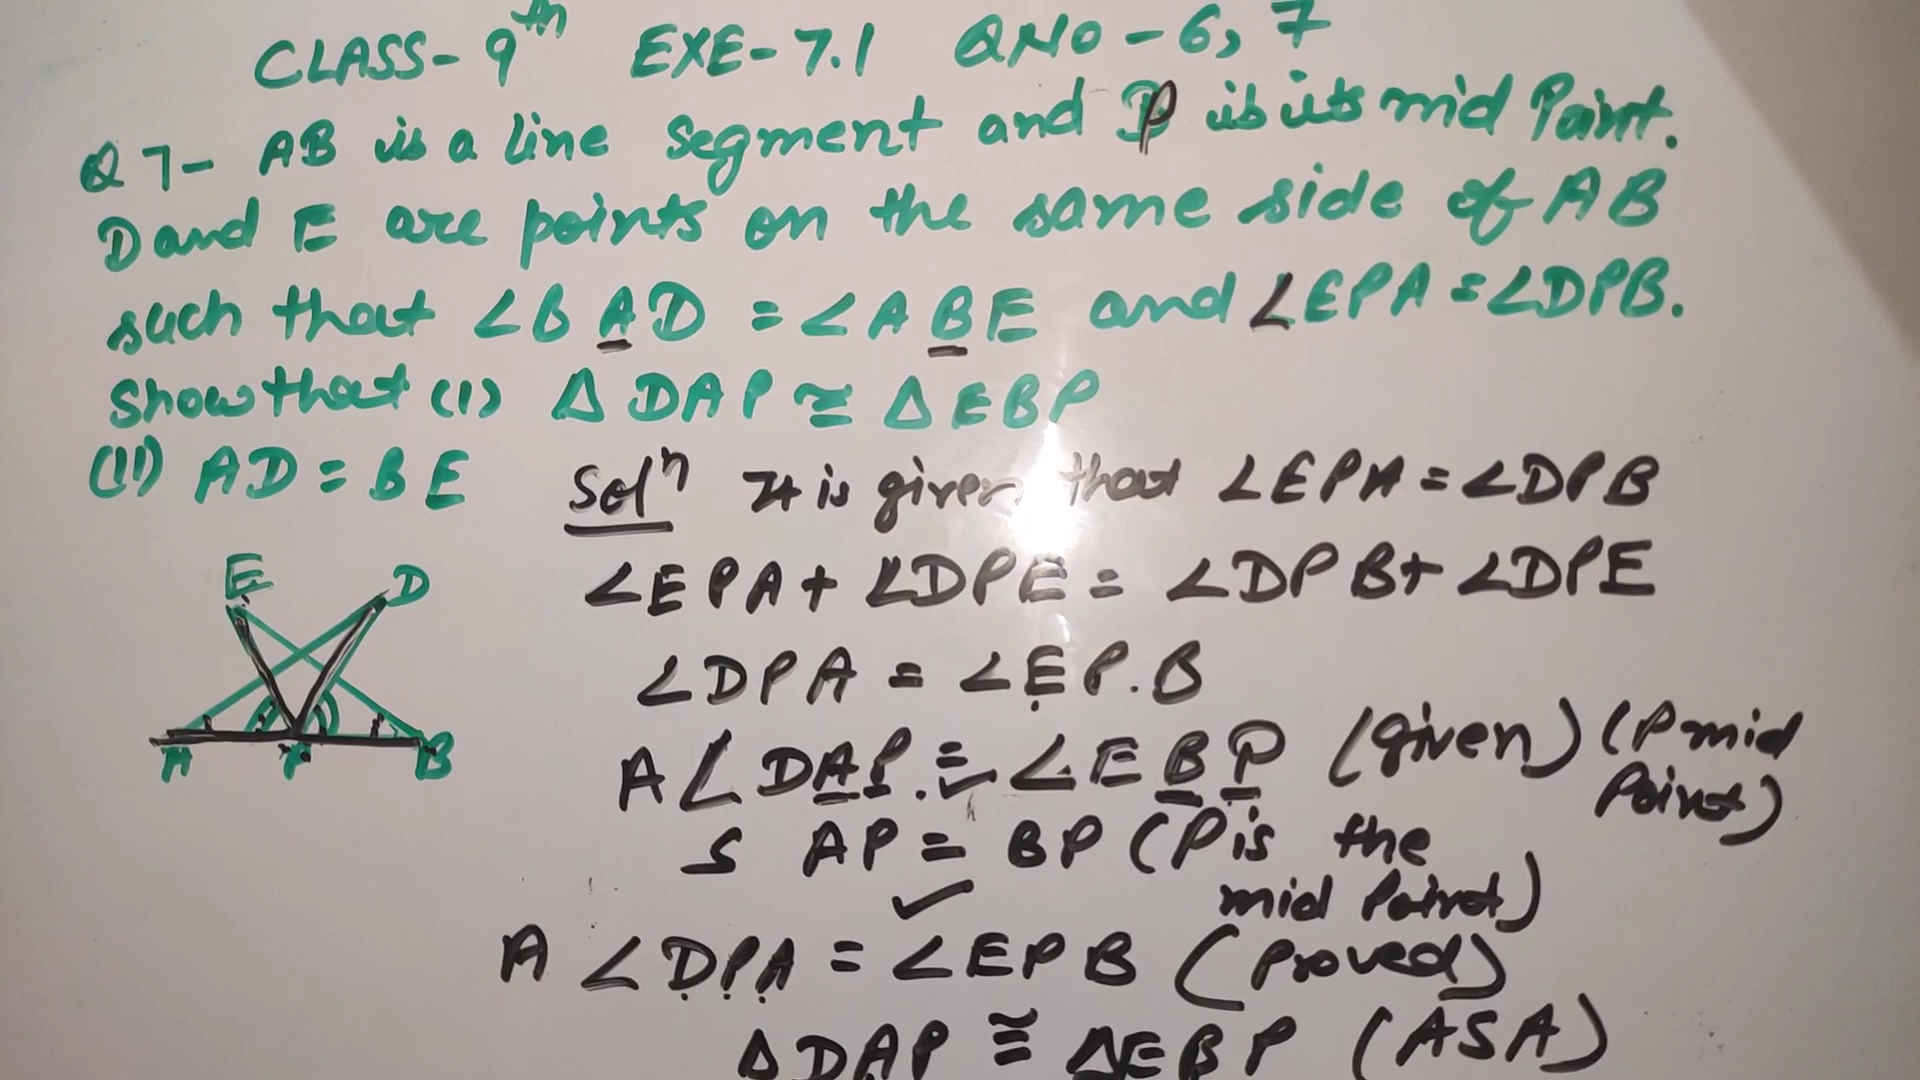 CLASS-9th EXE-7.1 QNO-6, 7
Q7- AB is a line segment and P is its mid Point.
D and E are points on the same side of AB
such that ∠BAD = ∠ABE and ∠EPA = ∠DPB.
Show that (I) Δ DAP ≅ Δ EBP
(II) AD = BE
Solⁿ It is given that ∠EPA = ∠DPB
∠EPA + ∠DPE = ∠DPB + ∠DPE
∠DPA = ∠EP.B
A ∠DAP. = ∠EBP (given) (P mid Point)
S AP = BP (P is the mid Point)
A ∠DPA = ∠EPB (Proved)
ΔDAP ≅ ΔEBP (ASA)
E D
A P B